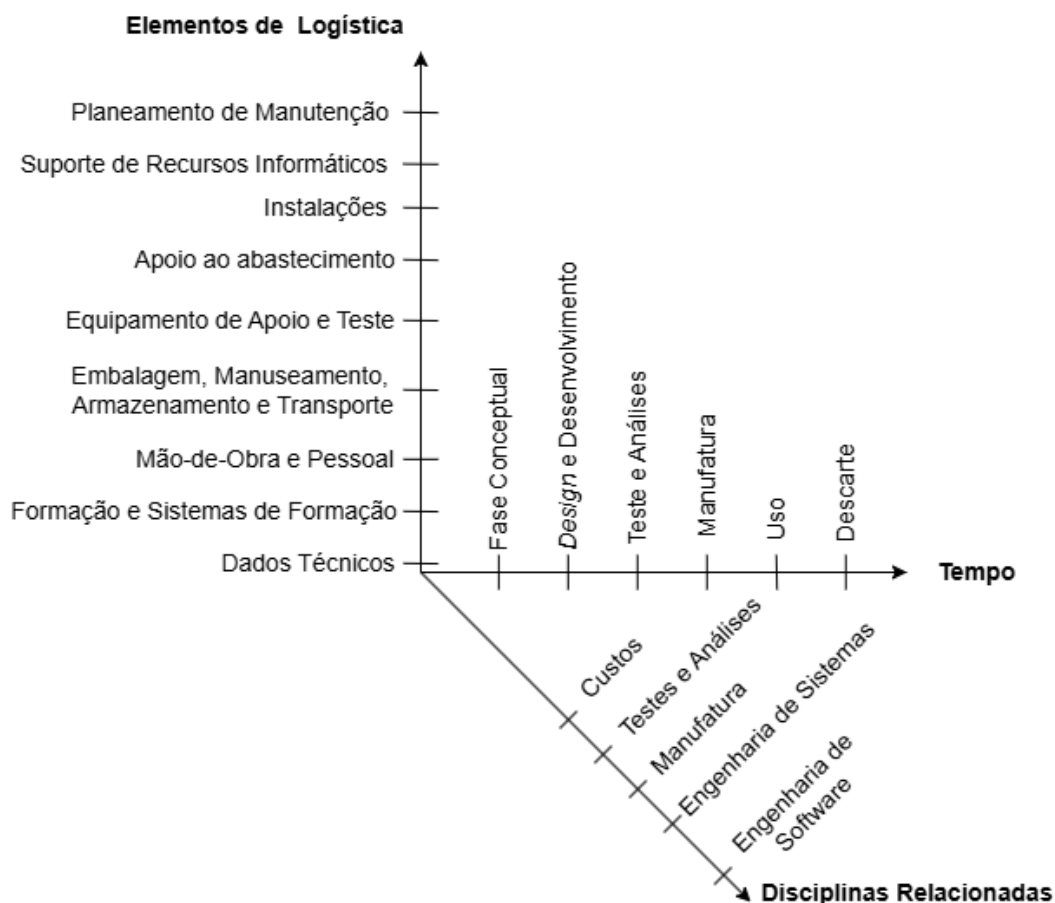 Elementos de Logística
Planeamento de Manutenção
Suporte de Recursos Informáticos
Instalações
Apoio ao abastecimento
Equipamento de Apoio e Teste
Embalagem, Manuseamento,
Armazenamento e Transporte
Mão-de-Obra e Pessoal
Formação e Sistemas de Formação
Dados Técnicos
Fase Conceptual
Design e Desenvolvimento
Teste e Análises
Manufatura
Uso
Descarte
Tempo
Custos
Testes e Análises
Manufatura
Engenharia de Sistemas
Engenharia de
Software
Disciplinas Relacionadas